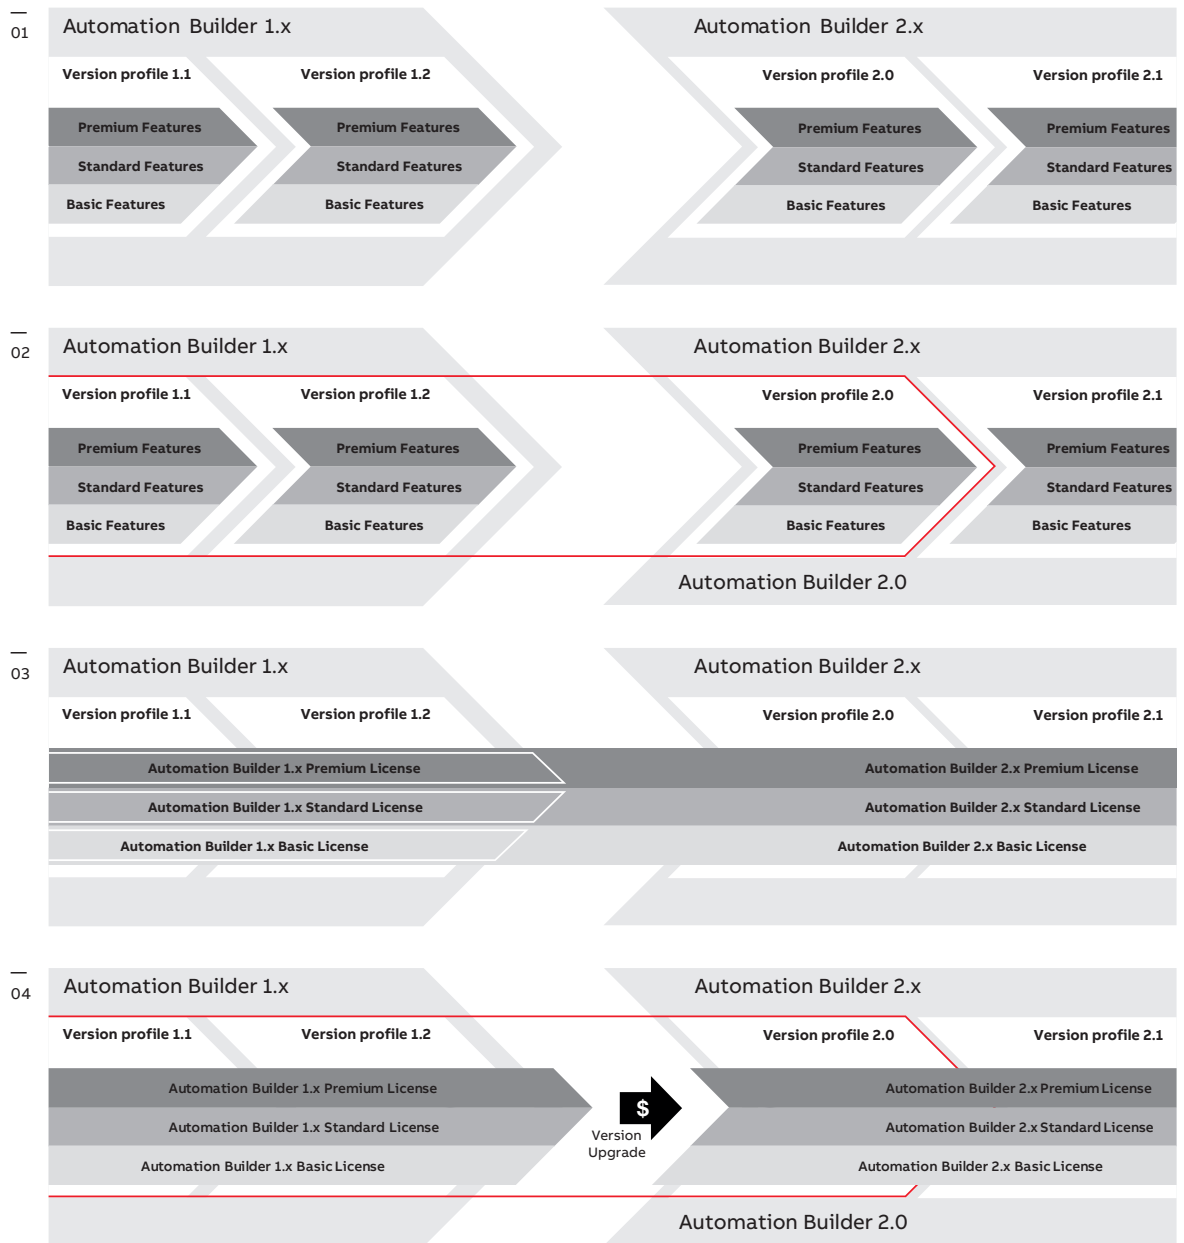 01
Automation Builder 1.x
Automation Builder 2.x
Version profile 1.1
Version profile 1.2
Version profile 2.0
Version profile 2.1
Premium Features
Premium Features
Premium Features
Premium Features
Standard Features
Standard Features
Standard Features
Standard Features
Basic Features
Basic Features
Basic Features
Basic Features
02
Automation Builder 1.x
Automation Builder 2.x
Version profile 1.1
Version profile 1.2
Version profile 2.0
Version profile 2.1
Premium Features
Premium Features
Premium Features
Premium Features
Standard Features
Standard Features
Standard Features
Standard Features
Basic Features
Basic Features
Basic Features
Basic Features
Automation Builder 2.0
03
Automation Builder 1.x
Automation Builder 2.x
Version profile 1.1
Version profile 1.2
Version profile 2.0
Version profile 2.1
Automation Builder 1.x Premium License
Automation Builder 2.x Premium License
Automation Builder 1.x Standard License
Automation Builder 2.x Standard License
Automation Builder 1.x Basic License
Automation Builder 2.x Basic License
04
Automation Builder 1.x
Automation Builder 2.x
Version profile 1.1
Version profile 1.2
Version profile 2.0
Version profile 2.1
Automation Builder 1.x Premium License
Automation Builder 2.x Premium License
$
Automation Builder 1.x Standard License
Version
Upgrade
Automation Builder 2.x Standard License
Automation Builder 1.x Basic License
Automation Builder 2.x Basic License
Automation Builder 2.0